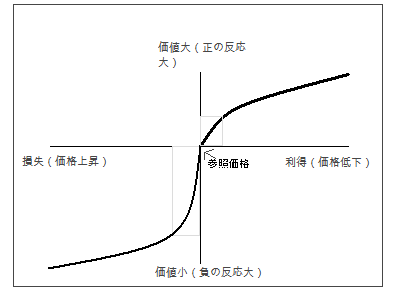 価値大（正の反応
大）
参照価格
損失（価格上昇）
利得（価格低下）
価値小（負の反応大）